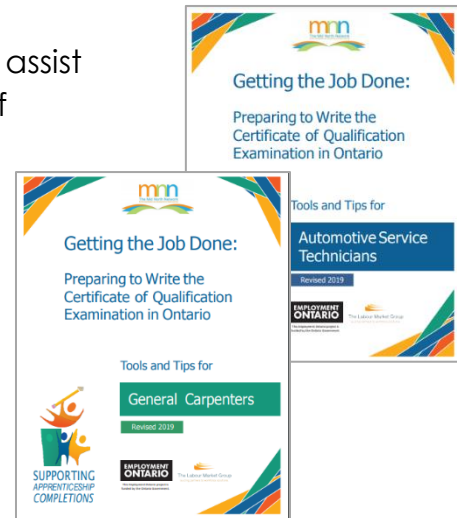 assist
f
mnn
Getting the Job Done:
Preparing to Write the
Certificate of Qualification
Examination in Ontario
Tools and Tips for
Automotive Service
Technicians
Revised 2019
EMPLOYMENT
ONTARIO
The Labour Market Group
mnn
Getting the Job Done:
Preparing to Write the
Certificate of Qualification
Examination in Ontario
Tools and Tips for
General Carpenters
Revised 2019
SUPPORTING
APPRENTICESHIP
COMPLETIONS
EMPLOYMENT
ONTARIO
The Labour Market Group